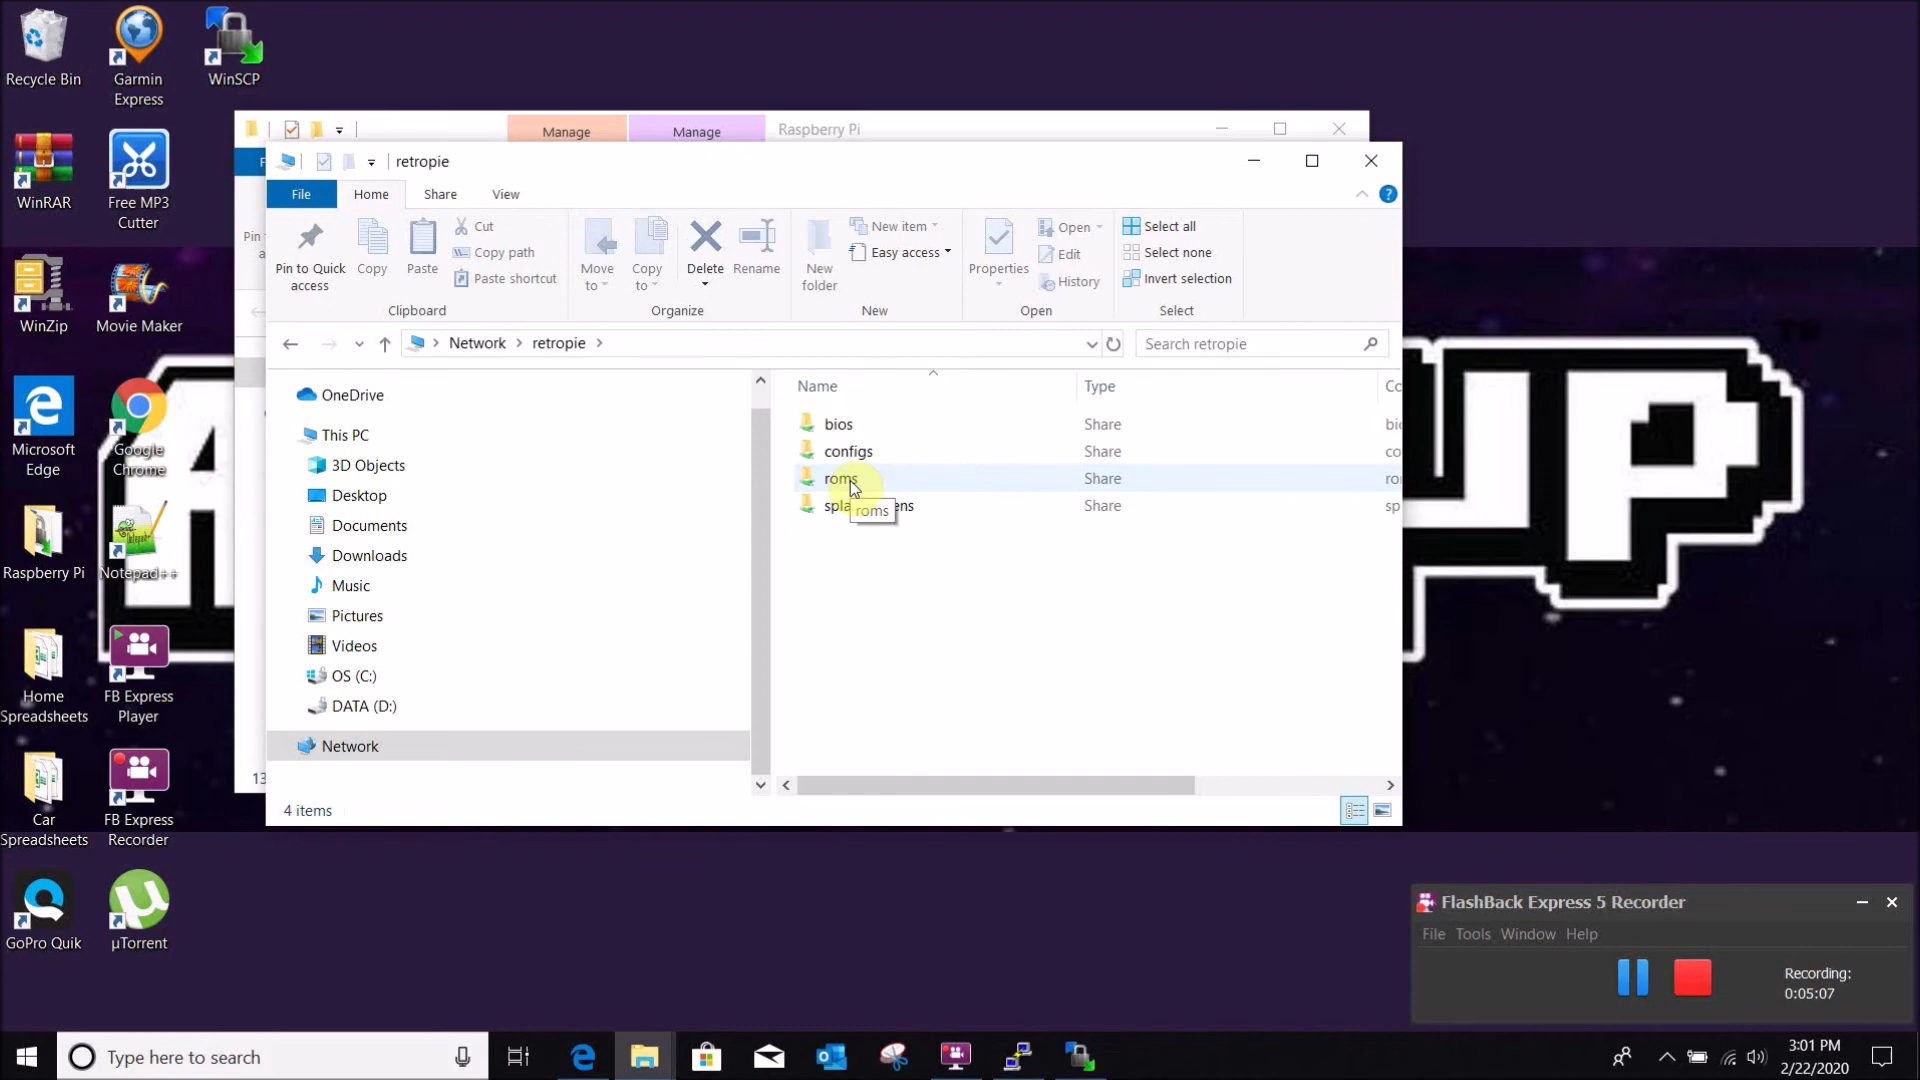 Recycle Bin
Garmin
Express
WinSCP
WinRAR
Free MP3
Cutter
WinZip
Movie Maker
Microsoft
Edge
Google
Chrome
Raspberry Pi
Notepad++
Home
Spreadsheets
FB Express
Player
Car
Spreadsheets
FB Express
Recorder
GoPro Quik
µTorrent
Manage
Manage
Raspberry Pi
retropie
File
Home
Share
View
Pin to Quick
access
Copy
Paste
Cut
Copy path
Paste shortcut
Clipboard
Move
to
Copy
to
Delete
Rename
Organize
New
folder
New item
Easy access
New
Properties
Open
Edit
History
Open
Select all
Select none
Invert selection
Select
Network > retropie >
Search retropie
OneDrive
This PC
3D Objects
Desktop
Documents
Downloads
Music
Pictures
Videos
OS (C:)
DATA (D:)
Network
Name
Type
bios
Share
configs
Share
roms
Share
Share
roms
4 items
FlashBack Express 5 Recorder
File Tools Window Help
Recording:
0:05:07
Type here to search
3:01 PM
2/22/2020